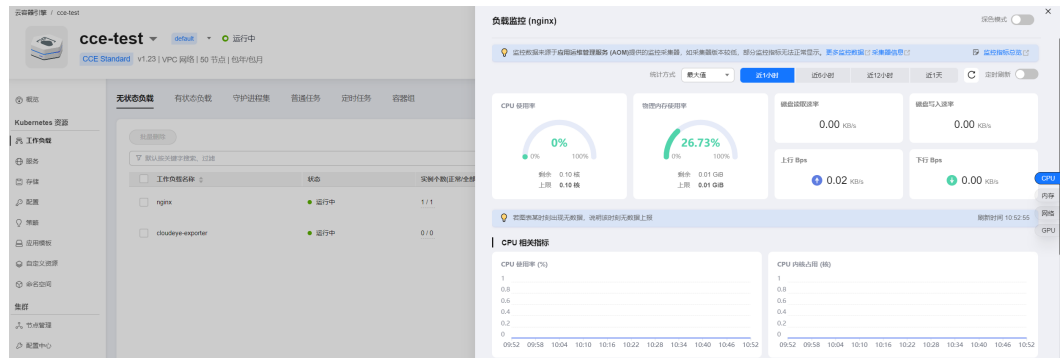 云容器引擎 / cce-test
cce-test default 运行中
CCE Standard v1.23 | VPC 网络 | 50 节点 | 包年/包月
概览
Kubernetes 资源
工作负载
服务
存储
配置
策略
应用模板
自定义资源
命名空间
集群
节点管理
配置中心
无状态负载 有状态负载 守护进程集 普通任务 定时任务 容器组
批量删除
默认按关键字搜索、过滤
工作负载名称 状态 实例个数(正常/全部
nginx 运行中 1/1
cloudeye-exporter 运行中 0/0
负载监控 (nginx) 深色模式
监控数据来源于应用运维管理服务 (AOM)提供的监控采集器，如采集器版本较低，部分监控指标无法正常显示。更多监控数据 采集器信息 监控指标总览
统计方式 最大值 近1小时 近6小时 近12小时 近1天 定时刷新
CPU 使用率
0%
0% 100%
剩余 0.10 核
上限 0.10 核
物理内存使用率
26.73%
0% 100%
剩余 0.01 GiB
上限 0.01 GiB
磁盘读取速率
0.00 KB/s
磁盘写入速率
0.00 KB/s
上行 Bps
0.02 KB/s
下行 Bps
0.00 KB/s
CPU
内存
网络
GPU
若图表某时刻出现无数据，说明该时刻无数据上报 刷新时间 10:52:55
CPU 相关指标
CPU 使用率 (%)
1
0.8
0.6
0.4
0.2
0
09:52 09:58 10:04 10:10 10:16 10:22 10:28 10:34 10:40 10:46 10:52
CPU 内核占用 (核)
1
0.8
0.6
0.4
0.2
0
09:52 09:58 10:04 10:10 10:16 10:22 10:28 10:34 10:40 10:46 10:52